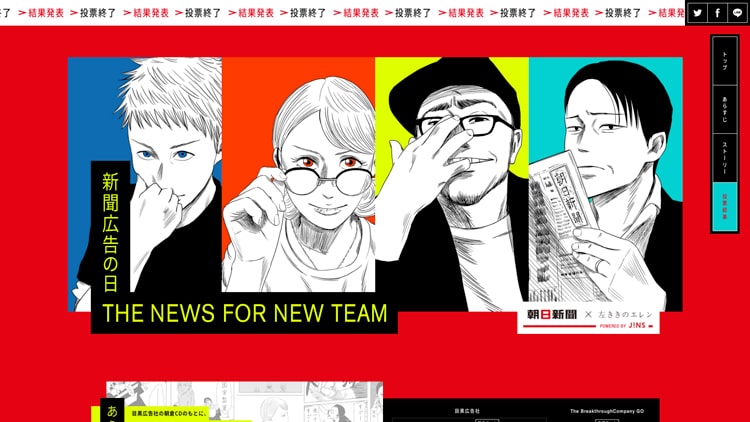 投票終了 ≻結果発表 ≻投票終了 ≻結果発表 ≻投票終了 ≻結果発表 ≻投票終了 ≻結果発表 ≻投票終了 ≻結果発表 ≻投票終了 ≻結果発表 ≻投票終了 ≻結果発表
トップ
あらすじ
ストーリー
投票結果
朝日新聞
新聞広告の日
THE NEWS FOR NEW TEAM
朝日新聞 × 左ききのエレン
POWERED BY J!NS
あ
目黒広告社の朝倉CDのもとに、
目黒広告社
The BreakthroughCompany GO